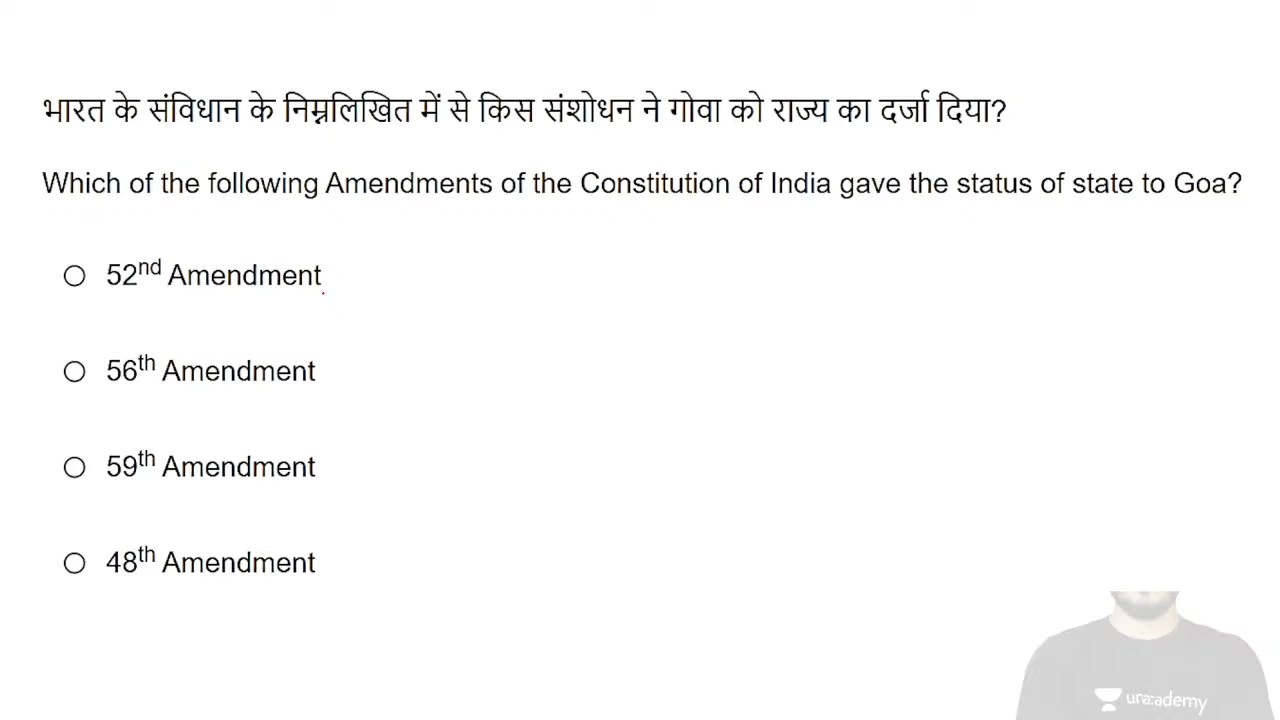 भारत के संविधान के निम्नलिखित में से किस संशोधन ने गोवा को राज्य का दर्जा दिया?
Which of the following Amendments of the Constitution of India gave the status of state to Goa?
52nd Amendment
56th Amendment
59th Amendment
48th Amendment
unacademy